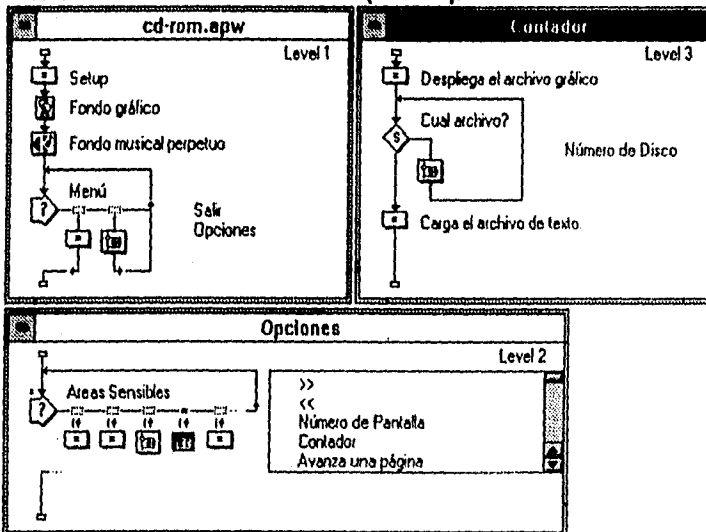 cd-rom.apw
Level 1
Setup
Fondo gráfico
Fondo musical perpetuo
Menú
?
Salir
Opciones
Contador
Level 3
Despliega el archivo gráfico
Cual archivo?
S
Número de Disco
Carga el archivo de texto.
Opciones
Level 2
Areas Sensibles
?
>>
<<
Número de Pantalla
Contador
Avanza una página